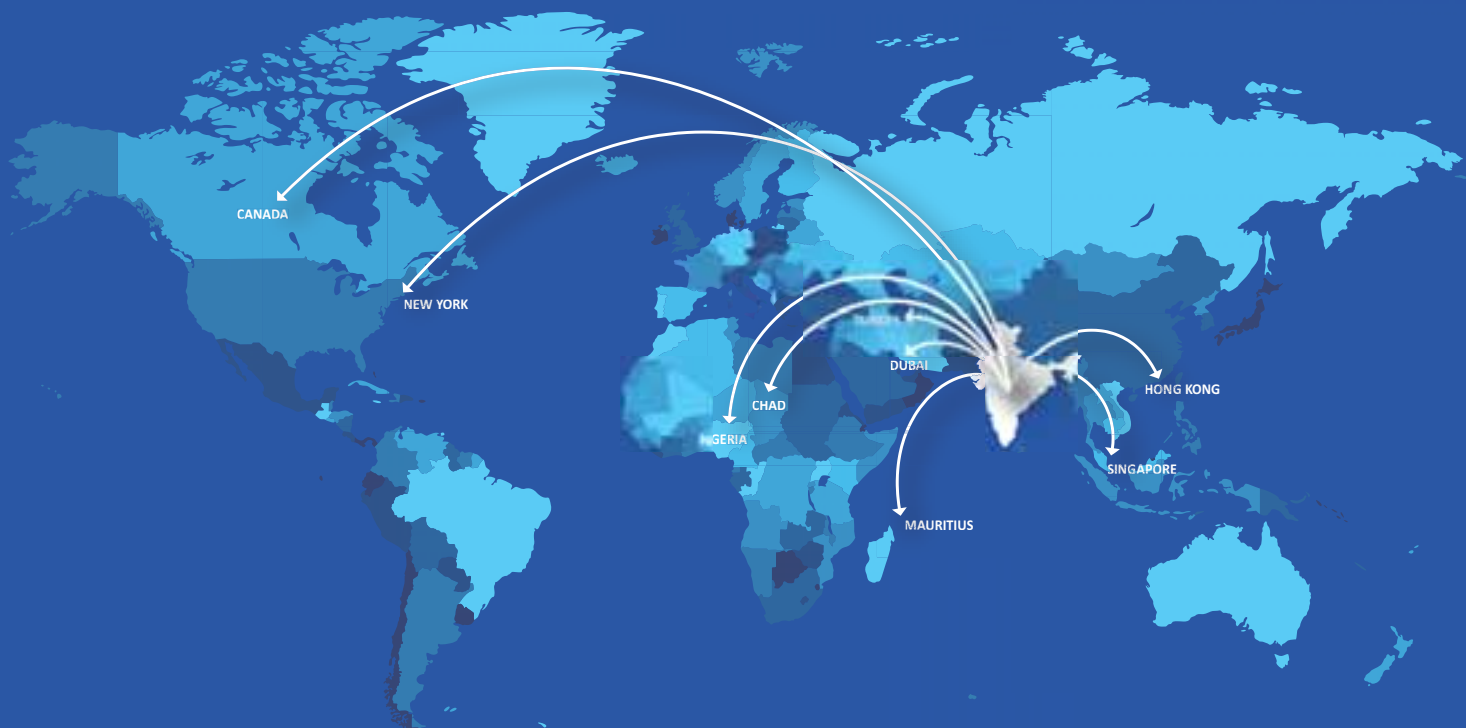 CANADA
NEW YORK
DUBAI
HONG KONG
CHAD
GERIA
SINGAPORE
MAURITIUS